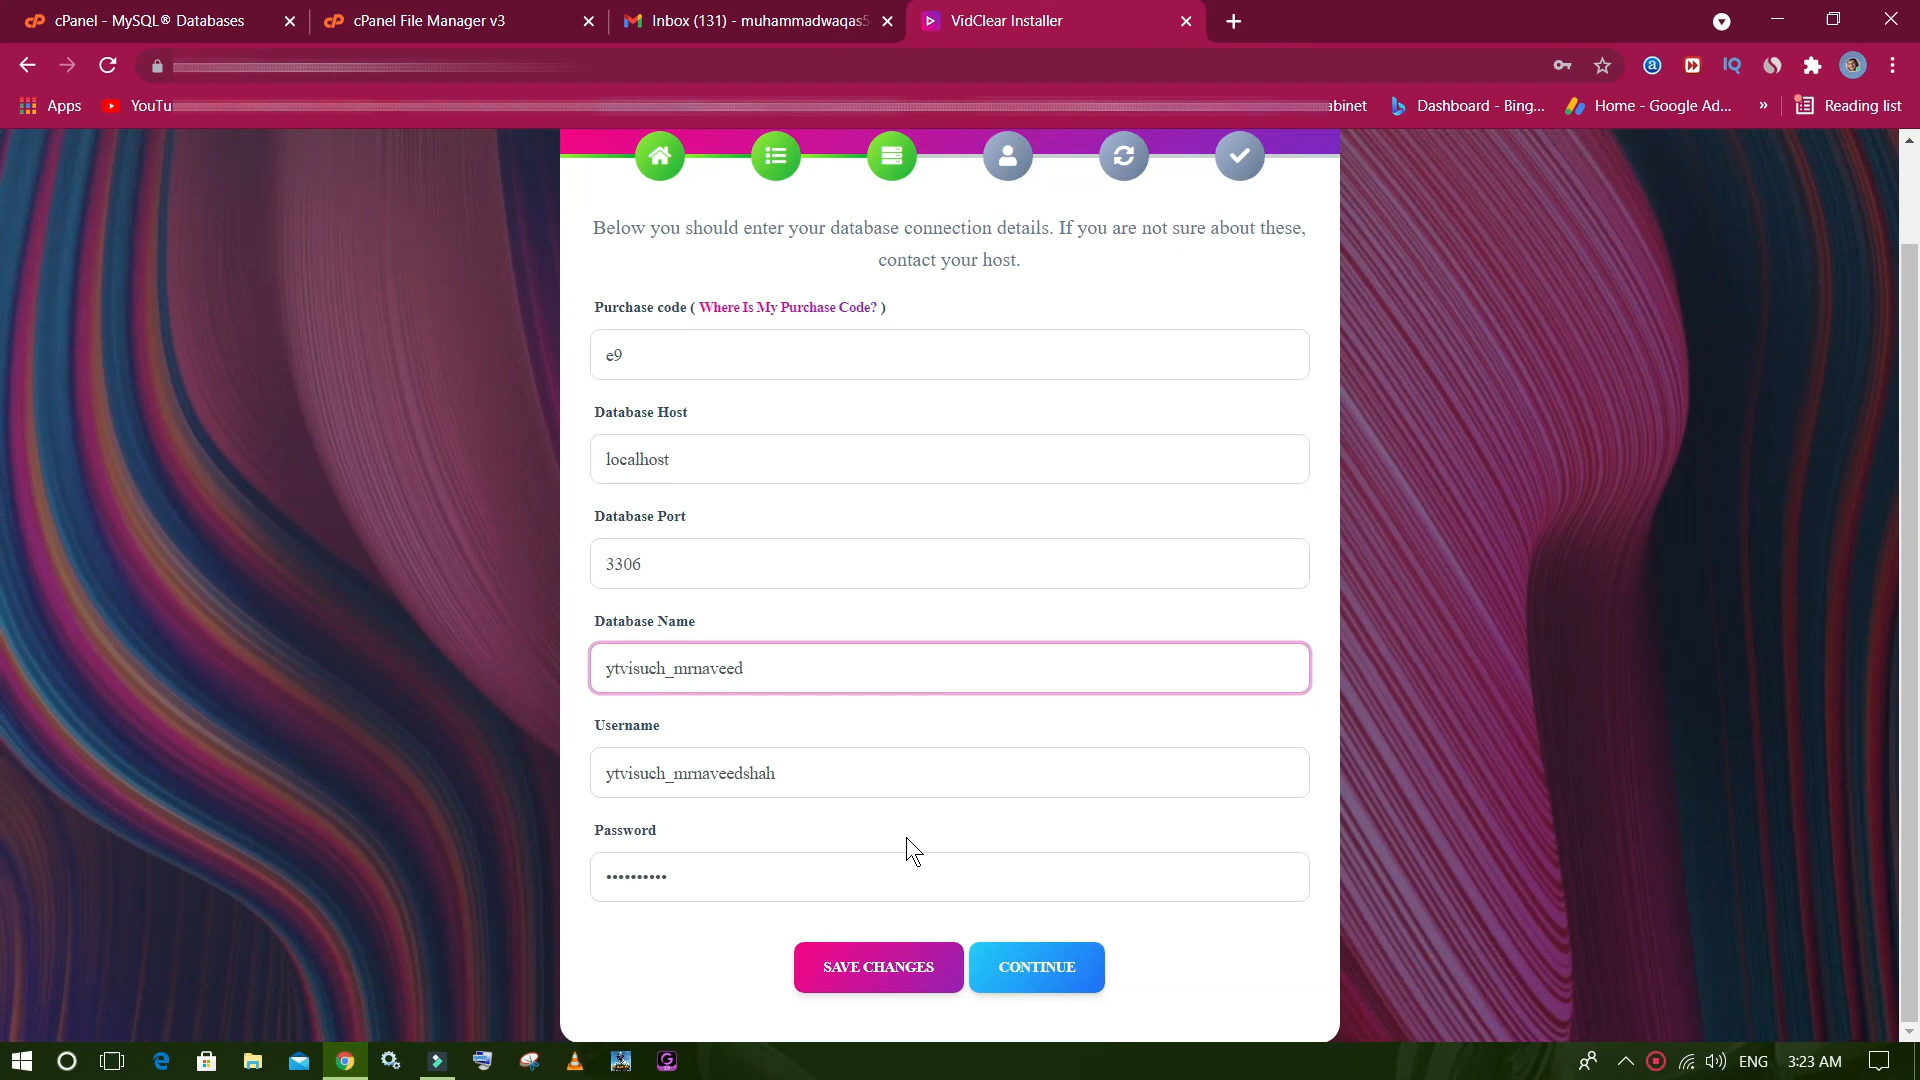 cPanel - MySQL® Databases
cPanel File Manager v3
Inbox (131) - muhammadwaqas5
VidClear Installer
Apps
YouTu
abinet
Dashboard - Bing...
Home - Google Ad...
»
Reading list
Below you should enter your database connection details. If you are not sure about these,
contact your host.
Purchase code ( Where Is My Purchase Code? )
e9
Database Host
localhost
Database Port
3306
Database Name
ytvisuch_mrnaveed
Username
ytvisuch_mrnaveedshah
Password
••••••••••
SAVE CHANGES
CONTINUE
ENG
3:23 AM